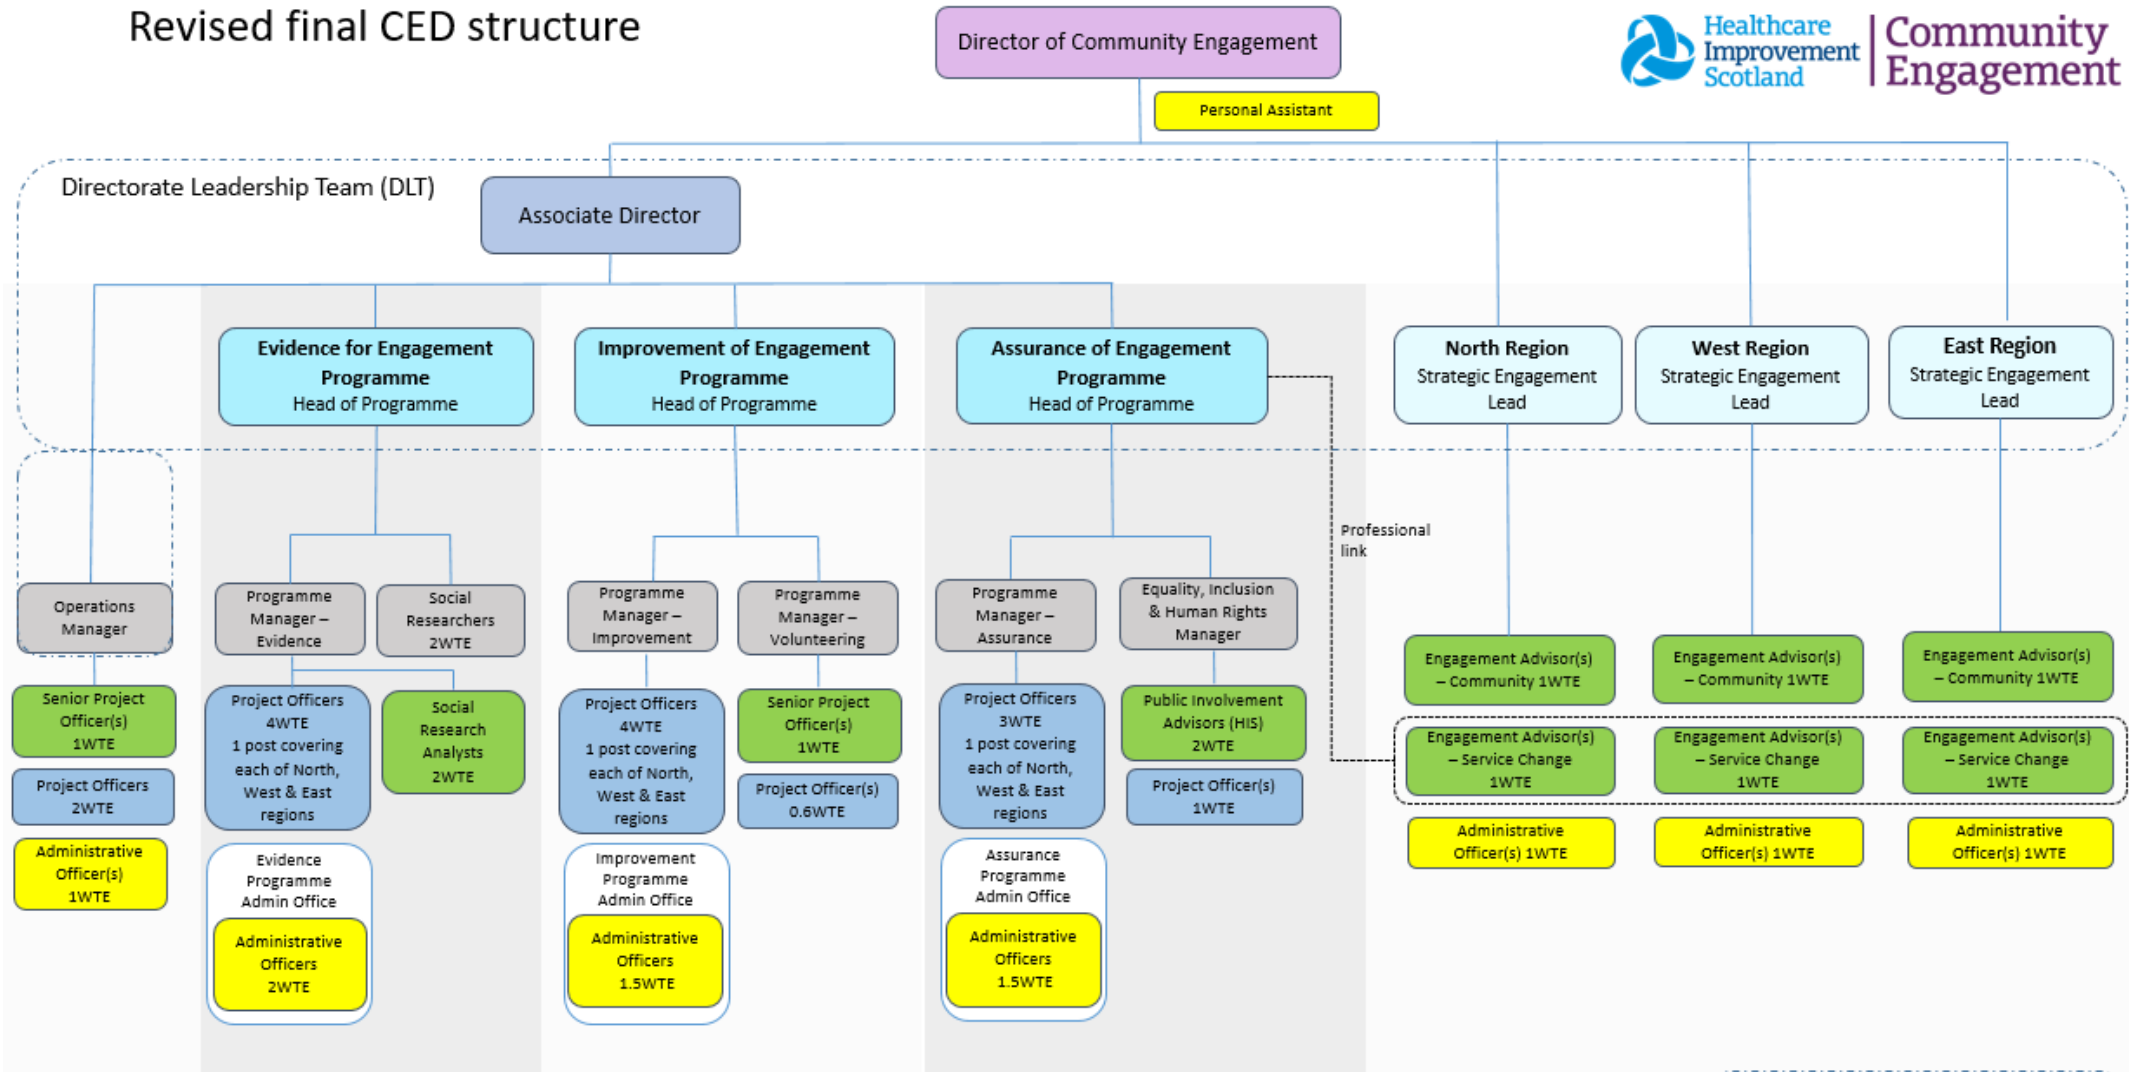 Revised final CED structure
Director of Community Engagement
Healthcare
Improvement
Scotland
Community
Engagement
Personal Assistant
Directorate Leadership Team (DLT)
Associate Director
Evidence for Engagement
Programme
Head of Programme
Improvement of Engagement
Programme
Head of Programme
Assurance of Engagement
Programme
Head of Programme
North Region
Strategic Engagement
Lead
West Region
Strategic Engagement
Lead
East Region
Strategic Engagement
Lead
Professional
link
Operations
Manager
Programme
Manager –
Evidence
Social
Researchers
2WTE
Programme
Manager –
Improvement
Programme
Manager –
Volunteering
Programme
Manager –
Assurance
Equality, Inclusion
& Human Rights
Manager
Senior Project
Officer(s)
1WTE
Project Officers
2WTE
Administrative
Officer(s)
1WTE
Project Officers
4WTE
1 post covering
each of North,
West & East
regions
Social
Research
Analysts
2WTE
Evidence
Programme
Admin Office
Administrative
Officers
2WTE
Project Officers
4WTE
1 post covering
each of North,
West & East
regions
Senior Project
Officer(s)
1WTE
Project Officer(s)
0.6WTE
Improvement
Programme
Admin Office
Administrative
Officers
1.5WTE
Project Officers
3WTE
1 post covering
each of North,
West & East
regions
Public Involvement
Advisors (HIS)
2WTE
Project Officer(s)
1WTE
Assurance
Programme
Admin Office
Administrative
Officers
1.5WTE
Engagement Advisor(s)
– Community 1WTE
Engagement Advisor(s)
– Service Change
1WTE
Administrative
Officer(s) 1WTE
Engagement Advisor(s)
– Community 1WTE
Engagement Advisor(s)
– Service Change
1WTE
Administrative
Officer(s) 1WTE
Engagement Advisor(s)
– Community 1WTE
Engagement Advisor(s)
– Service Change
1WTE
Administrative
Officer(s) 1WTE